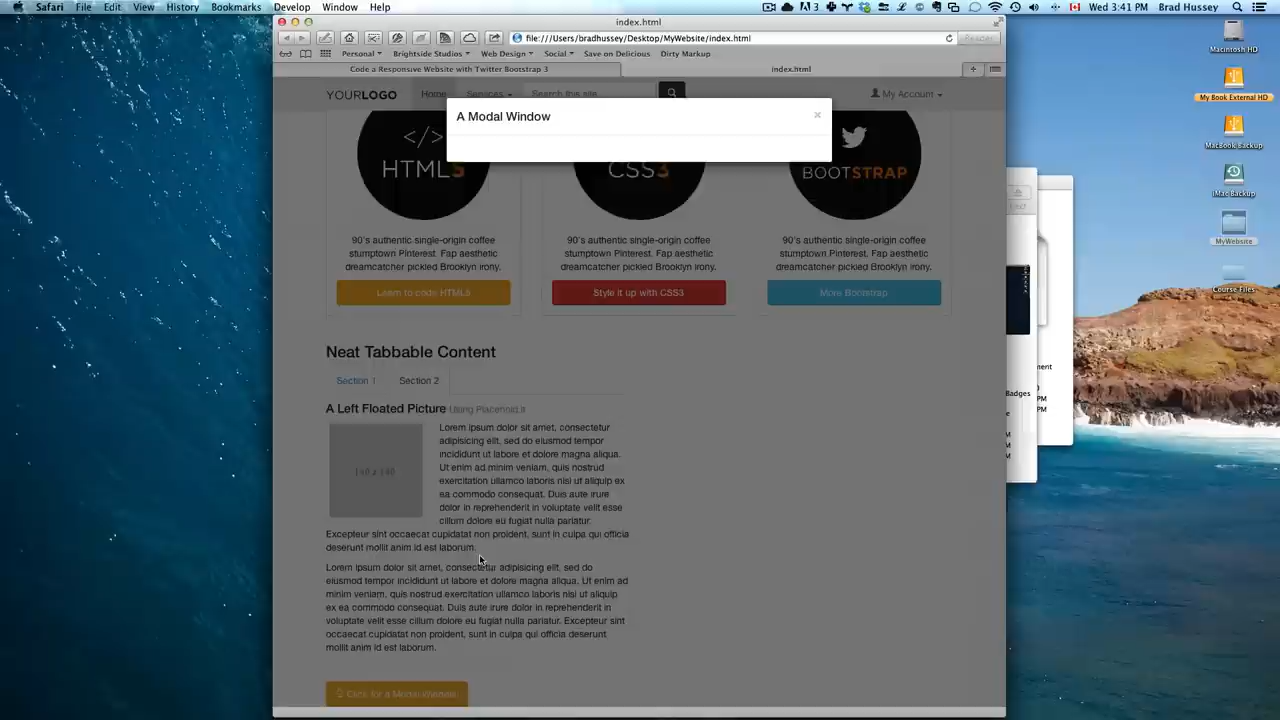 Safari File Edit View History Bookmarks Develop Window Help
3 Wed 3:41 PM Brad Hussey
index.html
file:///Users/bradhussey/Desktop/MyWebsite/index.html Reader
Personal Brightside Studios Web Design Social Save on Delicious Dirty Markup
Code a Responsive Website with Twitter Bootstrap 3 index.html
YOURLOGO Home Services Search this site My Account
A Modal Window ×
</>
HTML5 CSS3 BOOTSTRAP
90's authentic single-origin coffee
stumptown Pinterest. Fap aesthetic
dreamcatcher pickled Brooklyn irony.
90's authentic single-origin coffee
stumptown Pinterest. Fap aesthetic
dreamcatcher pickled Brooklyn irony.
90's authentic single-origin coffee
stumptown Pinterest. Fap aesthetic
dreamcatcher pickled Brooklyn irony.
Learn to code HTML5 Style it up with CSS3 More Bootstrap
Neat Tabbable Content
Section 1 Section 2
A Left Floated Picture Using Placehold.it
140 x 140
Lorem ipsum dolor sit amet, consectetur
adipisicing elit, sed do eiusmod tempor
incididunt ut labore et dolore magna aliqua.
Ut enim ad minim veniam, quis nostrud
exercitation ullamco laboris nisi ut aliquip
ex ea commodo consequat. Duis aute irure
dolor in reprehenderit in voluptate velit esse
cillum dolore eu fugiat nulla pariatur.
Excepteur sint occaecat cupidatat non proident, sunt in culpa qui officia
deserunt mollit anim id est laborum.
Lorem ipsum dolor sit amet, consectetur adipisicing elit, sed do
eiusmod tempor incididunt ut labore et dolore magna aliqua. Ut enim ad
minim veniam, quis nostrud exercitation ullamco laboris nisi ut aliquip
ex ea commodo consequat. Duis aute irure dolor in reprehenderit in
voluptate velit esse cillum dolore eu fugiat nulla pariatur. Excepteur sint
occaecat cupidatat non proident, sunt in culpa qui officia deserunt
mollit anim id est laborum.
Click for a Modal Window
Macintosh HD
My Book External HD
MacBook Backup
iMac Backup
MyWebsite
Course Files
ment
PM
Badges
PM